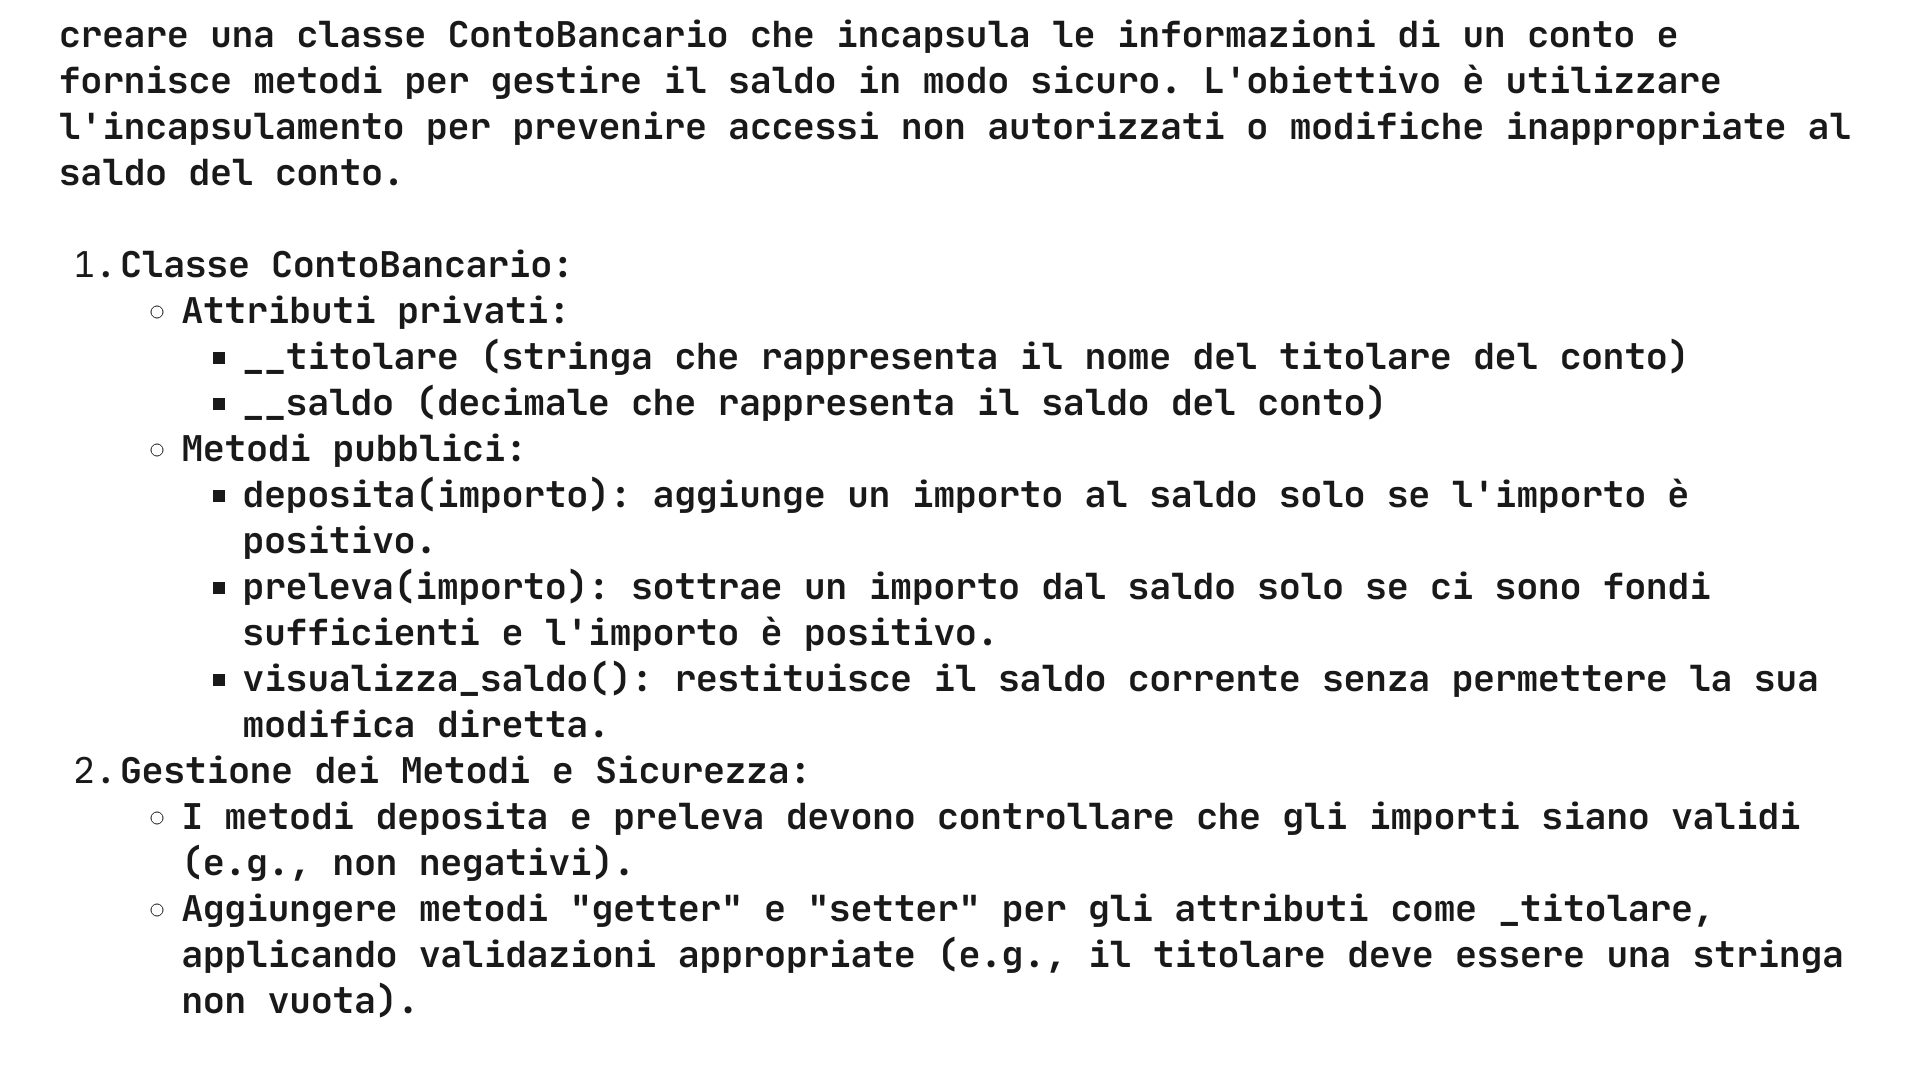 creare una classe ContoBancario che incapsula le informazioni di un conto e
fornisce metodi per gestire il saldo in modo sicuro. L'obiettivo è utilizzare
l'incapsulamento per prevenire accessi non autorizzati o modifiche inappropriate al
saldo del conto.
1. Classe ContoBancario:
○ Attributi privati:
▪ __titolare (stringa che rappresenta il nome del titolare del conto)
▪ __saldo (decimale che rappresenta il saldo del conto)
○ Metodi pubblici:
▪ deposita(importo): aggiunge un importo al saldo solo se l'importo è
positivo.
▪ preleva(importo): sottrae un importo dal saldo solo se ci sono fondi
sufficienti e l'importo è positivo.
▪ visualizza_saldo(): restituisce il saldo corrente senza permettere la sua
modifica diretta.
2. Gestione dei Metodi e Sicurezza:
○ I metodi deposita e preleva devono controllare che gli importi siano validi
(e.g., non negativi).
○ Aggiungere metodi "getter" e "setter" per gli attributi come _titolare,
applicando validazioni appropriate (e.g., il titolare deve essere una stringa
non vuota).